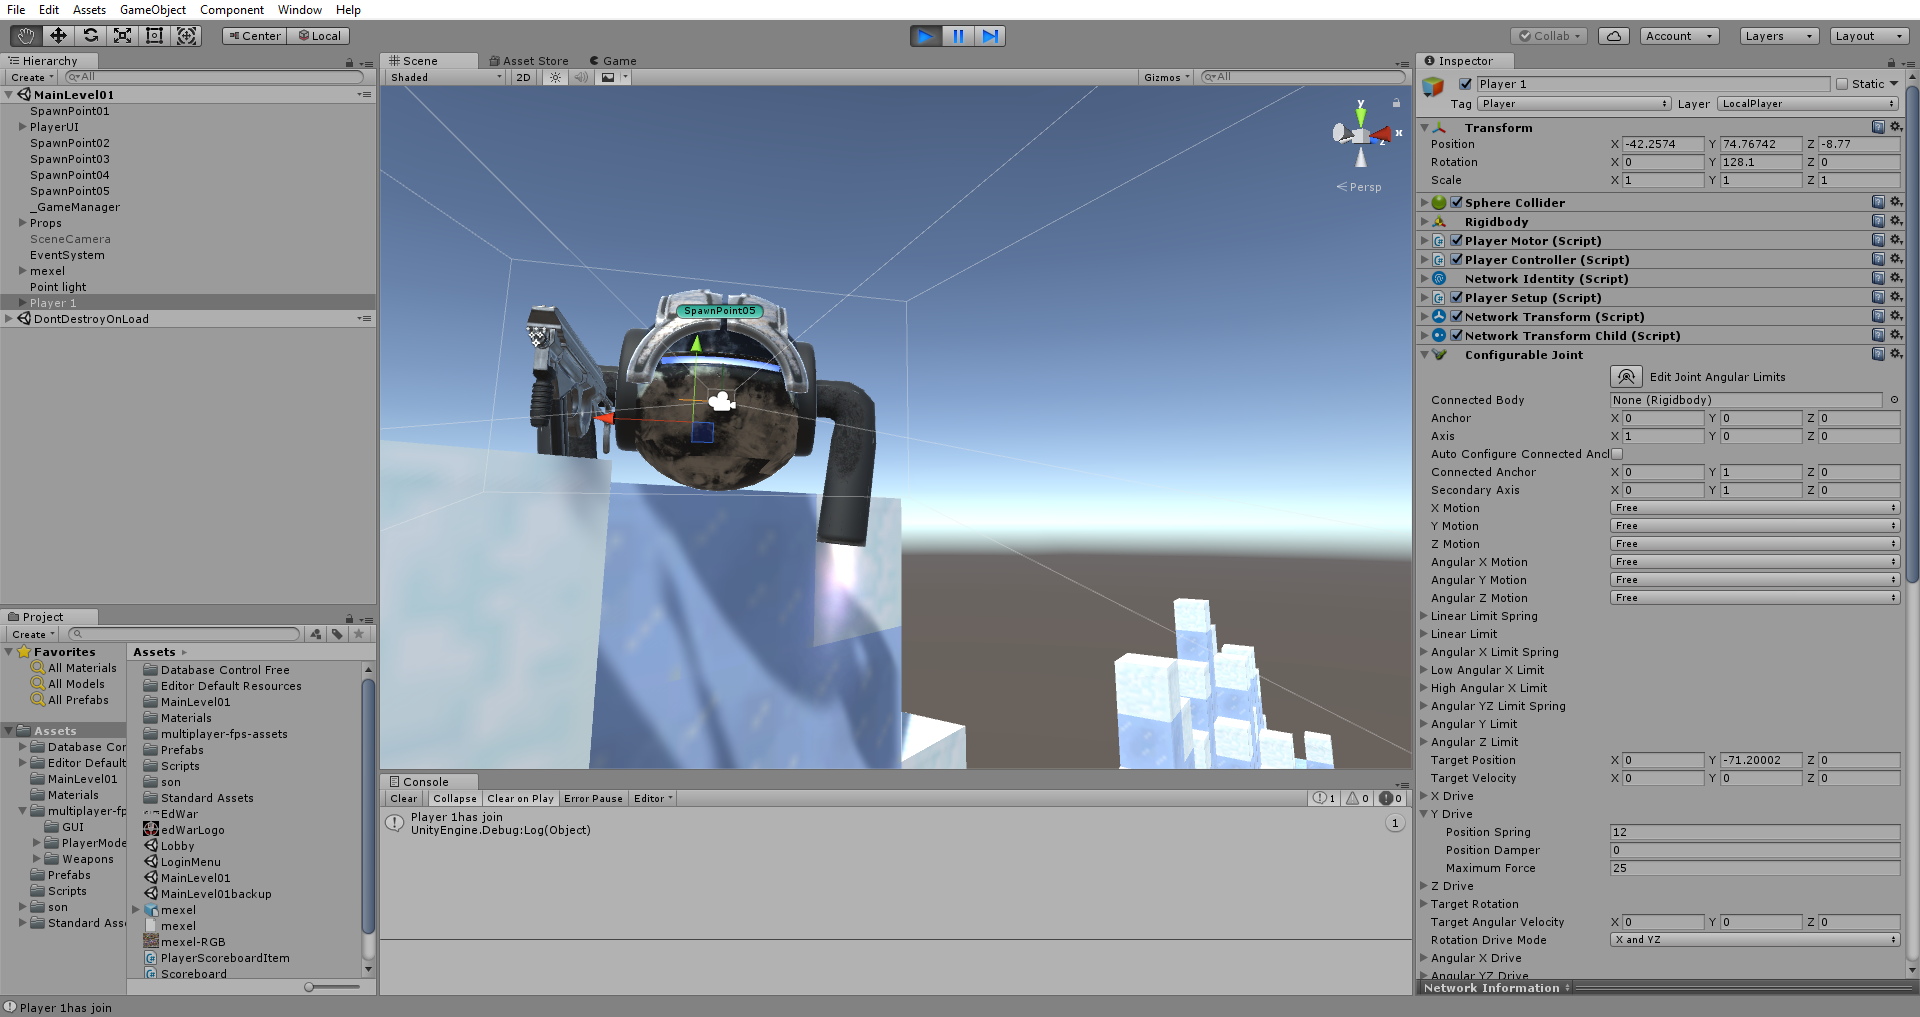 File Edit Assets GameObject Component Window Help
Center Local Collab Account Layers Layout
Hierarchy
Create All
MainLevel01
SpawnPoint01
PlayerUI
SpawnPoint02
SpawnPoint03
SpawnPoint04
SpawnPoint05
_GameManager
Props
SceneCamera
EventSystem
mexel
Point light
Player 1
DontDestroyOnLoad
Project
Create
Favorites
All Materials
All Models
All Prefabs
Assets
Database Cor
Editor Default
MainLevel01
Materials
multiplayer-fp
GUI
PlayerMode
Weapons
Prefabs
Scripts
son
Standard Ass
Assets
Database Control Free
Editor Default Resources
MainLevel01
Materials
multiplayer-fps-assets
Prefabs
Scripts
son
Standard Assets
EdWar
edWarLogo
Lobby
LoginMenu
MainLevel01
MainLevel01backup
mexel
mexel
mexel-RGB
PlayerScoreboardItem
Scoreboard
Scene Asset Store Game
Shaded 2D Gizmos All
y
x
z
Persp
SpawnPoint05
Console
Clear Collapse Clear on Play Error Pause Editor 1 0 0
Player 1has join
UnityEngine.Debug:Log(Object)
1
Inspector
Player 1 Static
Tag Player Layer LocalPlayer
Transform
Position X -42.2574 Y 74.76742 Z -8.77
Rotation X 0 Y 128.1 Z 0
Scale X 1 Y 1 Z 1
Sphere Collider
Rigidbody
Player Motor (Script)
Player Controller (Script)
Network Identity (Script)
Player Setup (Script)
Network Transform (Script)
Network Transform Child (Script)
Configurable Joint
Edit Joint Angular Limits
Connected Body None (Rigidbody)
Anchor X 0 Y 0 Z 0
Axis X 1 Y 0 Z 0
Auto Configure Connected Ancl
Connected Anchor X 0 Y 1 Z 0
Secondary Axis X 0 Y 1 Z 0
X Motion Free
Y Motion Free
Z Motion Free
Angular X Motion Free
Angular Y Motion Free
Angular Z Motion Free
Linear Limit Spring
Linear Limit
Angular X Limit Spring
Low Angular X Limit
High Angular X Limit
Angular YZ Limit Spring
Angular Y Limit
Angular Z Limit
Target Position X 0 Y -71.20002 Z 0
Target Velocity X 0 Y 0 Z 0
X Drive
Y Drive
Position Spring 12
Position Damper 0
Maximum Force 25
Z Drive
Target Rotation
Target Angular Velocity X 0 Y 0 Z 0
Rotation Drive Mode X and YZ
Angular X Drive
Angular YZ Drive
Network Information
Player 1has join